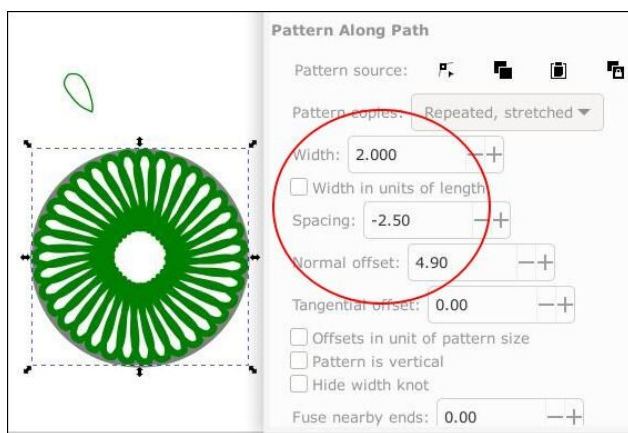 Pattern Along Path
Pattern source:
Pattern copies: Repeated, stretched
Width: 2.000
Width in units of length
Spacing: -2.50
Normal offset: 4.90
Tangential offset: 0.00
Offsets in unit of pattern size
Pattern is vertical
Hide width knot
Fuse nearby ends: 0.00